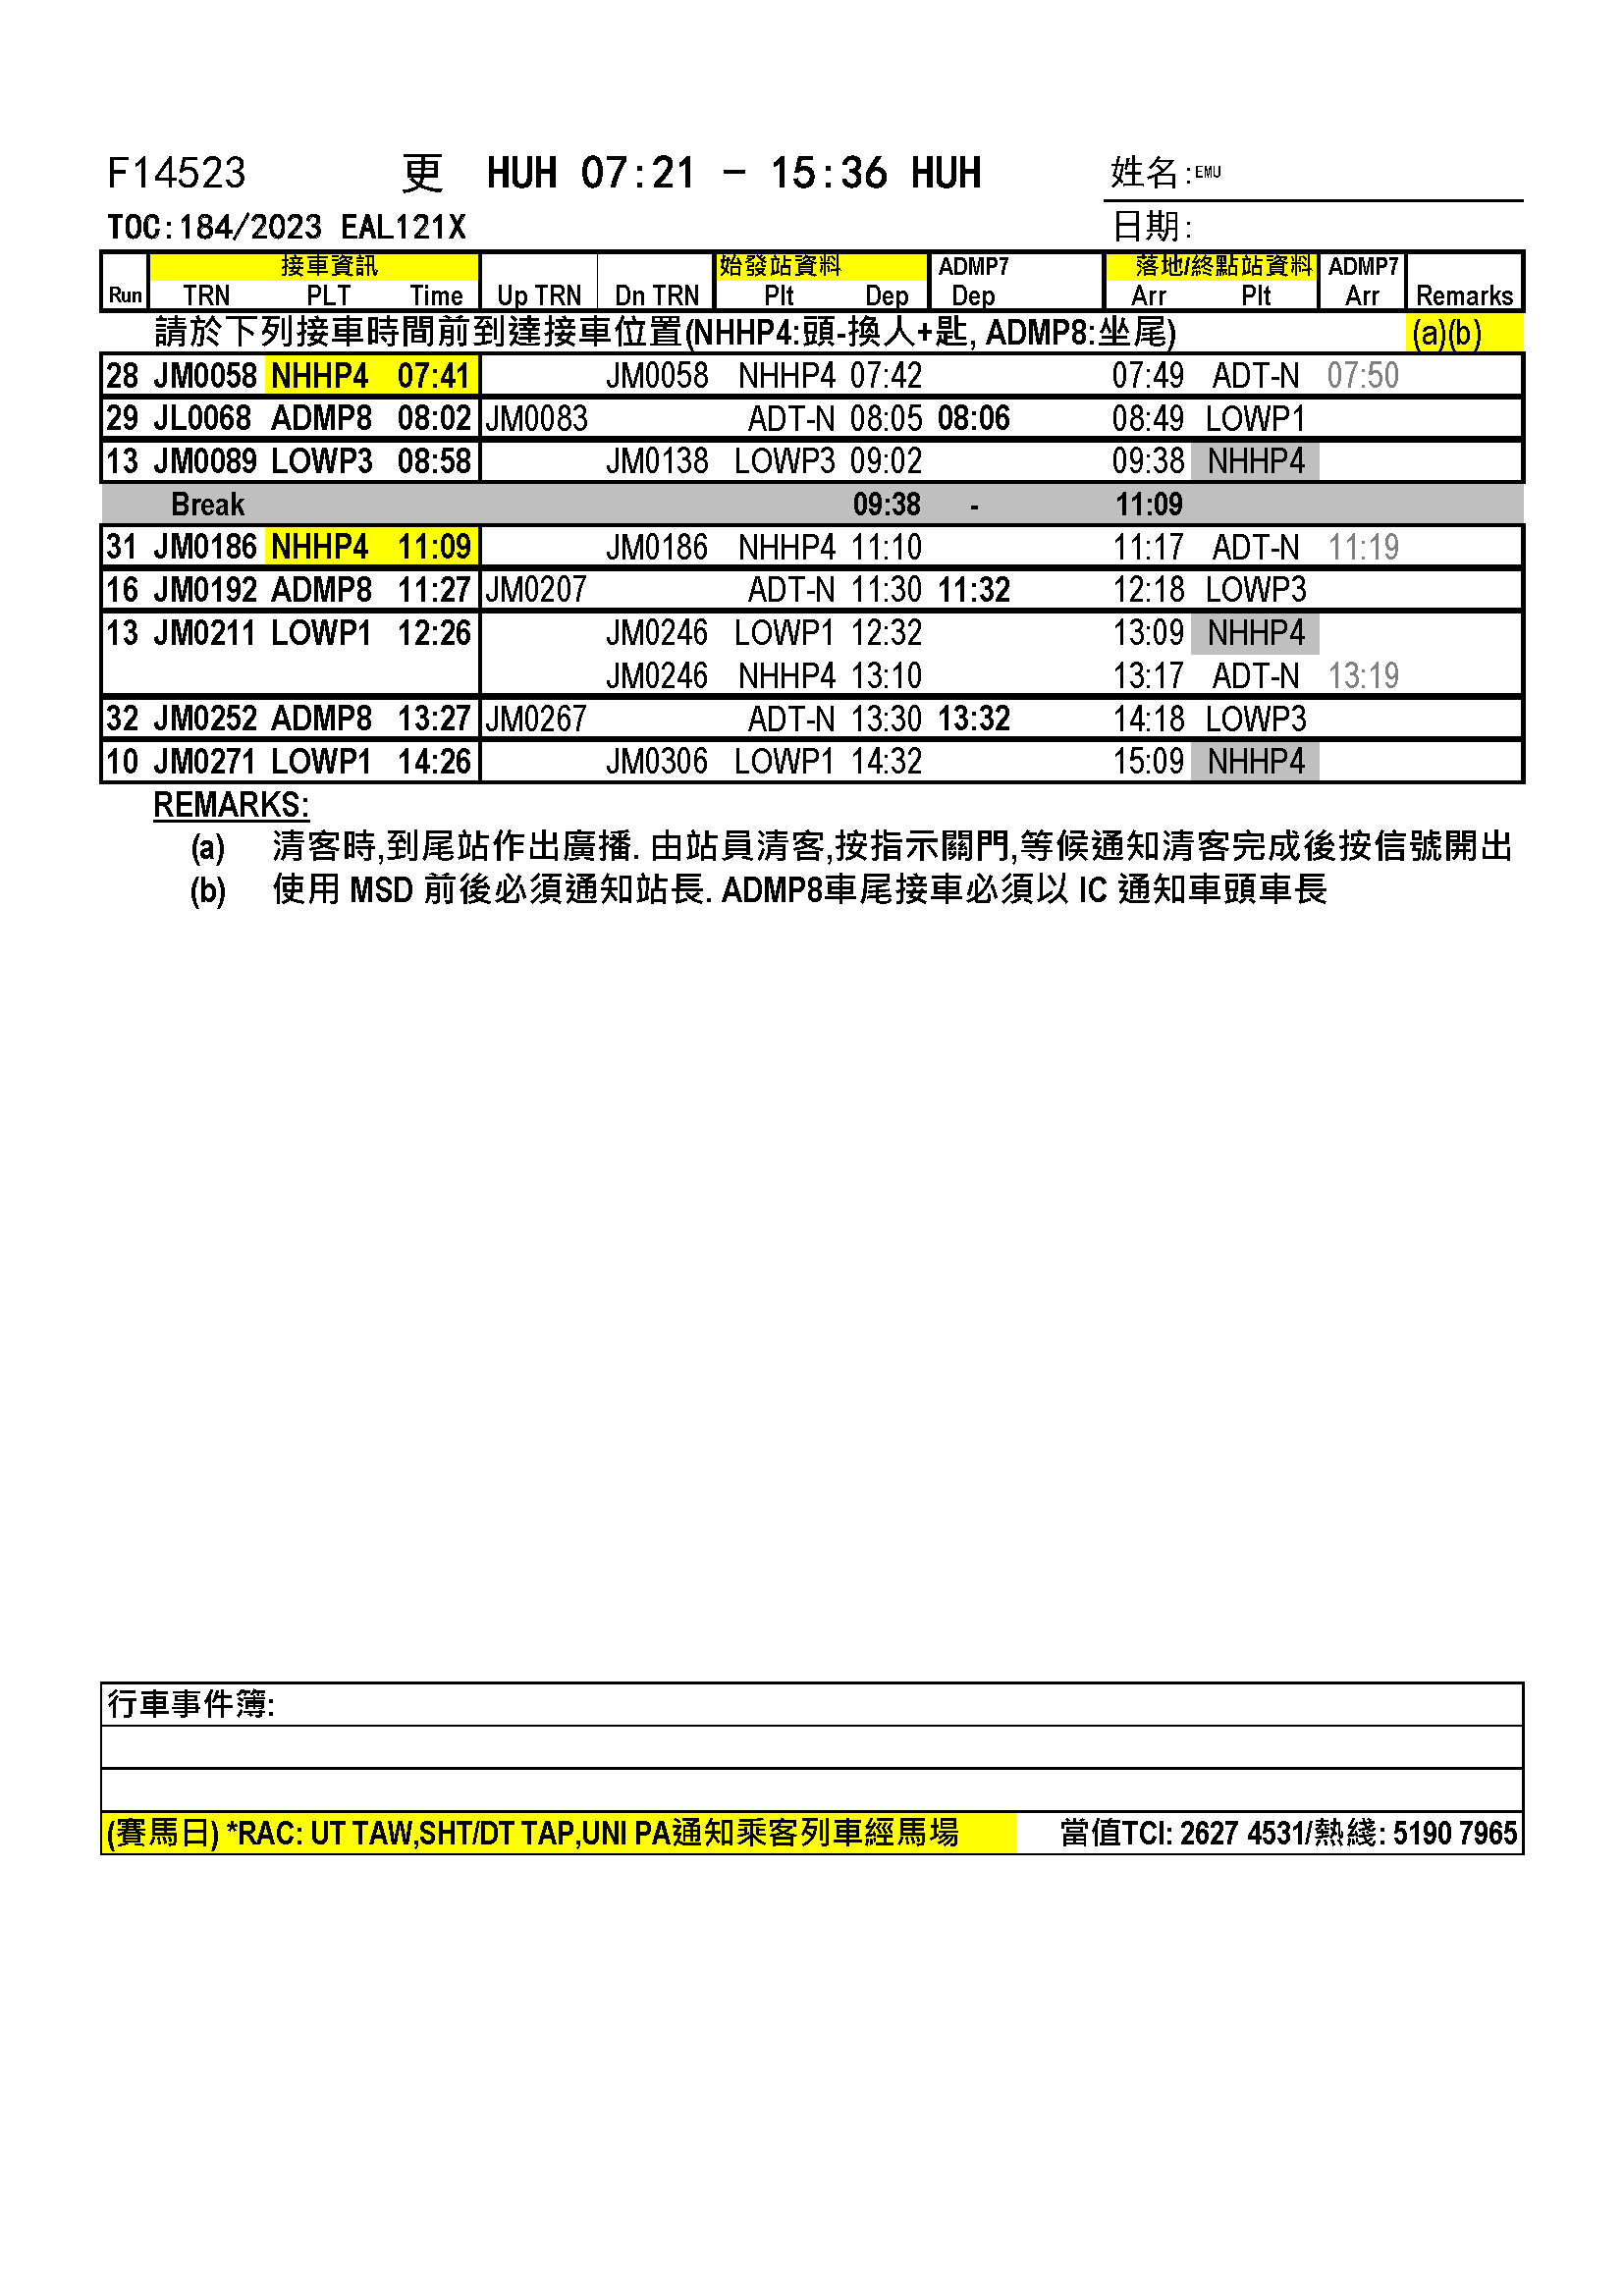 F14523 更 HUH 07:21 - 15:36 HUH 姓名:EMU
TOC:184/2023 EAL121X 日期:
接車資訊 始發站資料 ADMP7 落地/終點站資料 ADMP7
Run TRN PLT Time Up TRN Dn TRN Plt Dep Dep Arr Plt Arr Remarks
請於下列接車時間前到達接車位置(NHHP4:頭-換人+匙, ADMP8:坐尾) (a)(b)
28 JM0058 NHHP4 07:41 JM0058 NHHP4 07:42 07:49 ADT-N 07:50
29 JL0068 ADMP8 08:02 JM0083 ADT-N 08:05 08:06 08:49 LOWP1
13 JM0089 LOWP3 08:58 JM0138 LOWP3 09:02 09:38 NHHP4
Break 09:38 - 11:09
31 JM0186 NHHP4 11:09 JM0186 NHHP4 11:10 11:17 ADT-N 11:19
16 JM0192 ADMP8 11:27 JM0207 ADT-N 11:30 11:32 12:18 LOWP3
13 JM0211 LOWP1 12:26 JM0246 LOWP1 12:32 13:09 NHHP4
JM0246 NHHP4 13:10 13:17 ADT-N 13:19
32 JM0252 ADMP8 13:27 JM0267 ADT-N 13:30 13:32 14:18 LOWP3
10 JM0271 LOWP1 14:26 JM0306 LOWP1 14:32 15:09 NHHP4
REMARKS:
(a) 清客時,到尾站作出廣播. 由站員清客,按指示關門,等候通知清客完成後按信號開出
(b) 使用 MSD 前後必須通知站長. ADMP8車尾接車必須以 IC 通知車頭車長
行車事件簿:
(賽馬日) *RAC: UT TAW,SHT/DT TAP,UNI PA通知乘客列車經馬場 當值TCI: 2627 4531/熱綫: 5190 7965